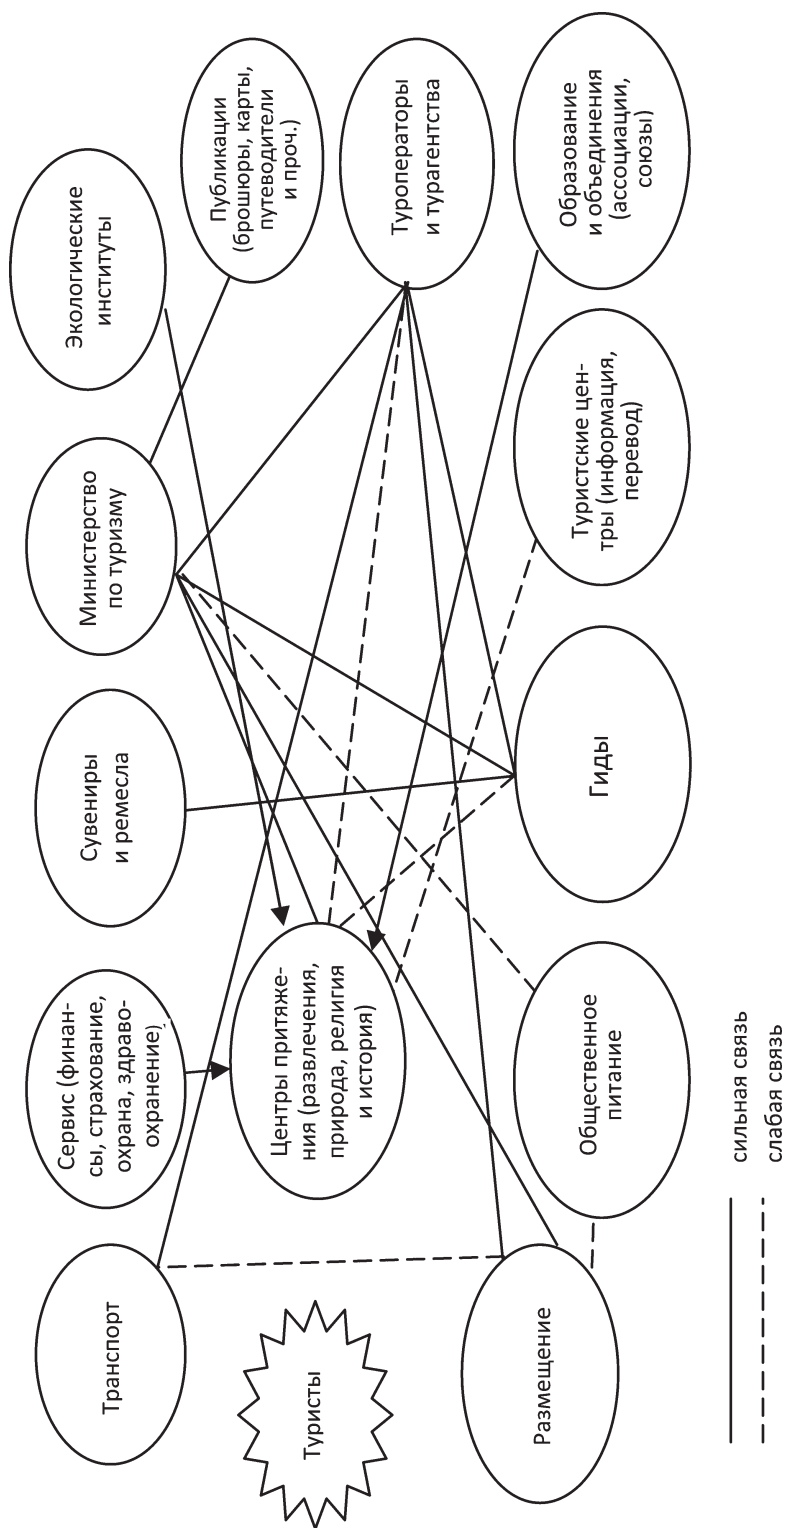 Транспорт
Сервис (финан-
сы, страхование,
охрана, здраво-
охранение)
Сувениры
и ремесла
Министерство
по туризму
Экологические
институты
Туристы
Центры притяже-
ния (развлечения,
природа, религия
и история)
Публикации
(брошюры, карты,
путеводители
и проч.)
Туроператоры
и турагентства
Размещение
Общественное
питание
Гиды
Туристские цен-
тры (информация,
перевод)
Образование
и объединения
(ассоциации,
союзы)
сильная связь
слабая связь